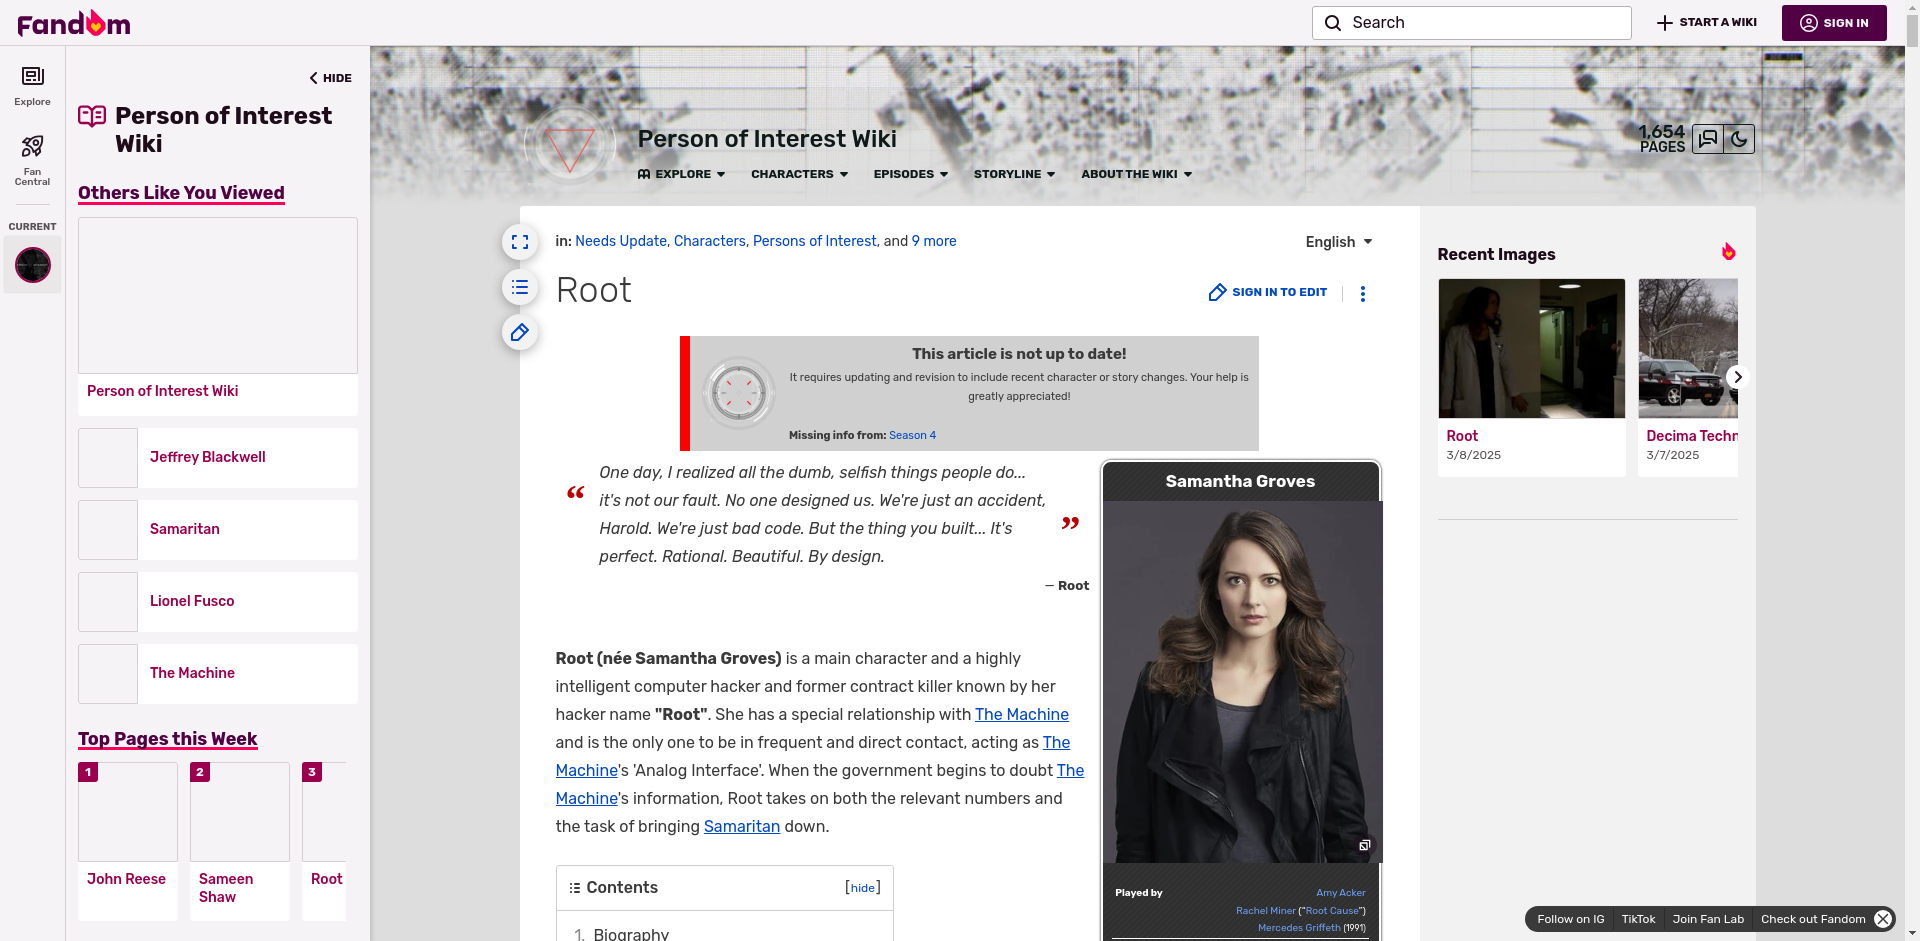 Fandom
Search
START A WIKI
SIGN IN
Explore
Fan
Central
CURRENT
HIDE
Person of Interest
Wiki
Others Like You Viewed
Person of Interest Wiki
Jeffrey Blackwell
Samaritan
Lionel Fusco
The Machine
Top Pages this Week
1
2
3
John Reese
Sameen
Shaw
Root
Person of Interest Wiki
1,654
PAGES
EXPLORE
CHARACTERS
EPISODES
STORYLINE
ABOUT THE WIKI
in: Needs Update, Characters, Persons of Interest, and 9 more
English
Root
SIGN IN TO EDIT
This article is not up to date!
It requires updating and revision to include recent character or story changes. Your help is
greatly appreciated!
Missing info from: Season 4
“
One day, I realized all the dumb, selfish things people do...
it's not our fault. No one designed us. We're just an accident,
Harold. We're just bad code. But the thing you built... It's
perfect. Rational. Beautiful. By design.
”
– Root
Root (née Samantha Groves) is a main character and a highly
intelligent computer hacker and former contract killer known by her
hacker name "Root". She has a special relationship with The Machine
and is the only one to be in frequent and direct contact, acting as The
Machine's 'Analog Interface'. When the government begins to doubt The
Machine's information, Root takes on both the relevant numbers and
the task of bringing Samaritan down.
Contents
[hide]
1. Biography
Samantha Groves
Played by
Amy Acker
Rachel Miner ("Root Cause")
Mercedes Griffeth (1991)
Recent Images
Root
3/8/2025
Decima Techn
3/7/2025
Follow on IG
TikTok
Join Fan Lab
Check out Fandom